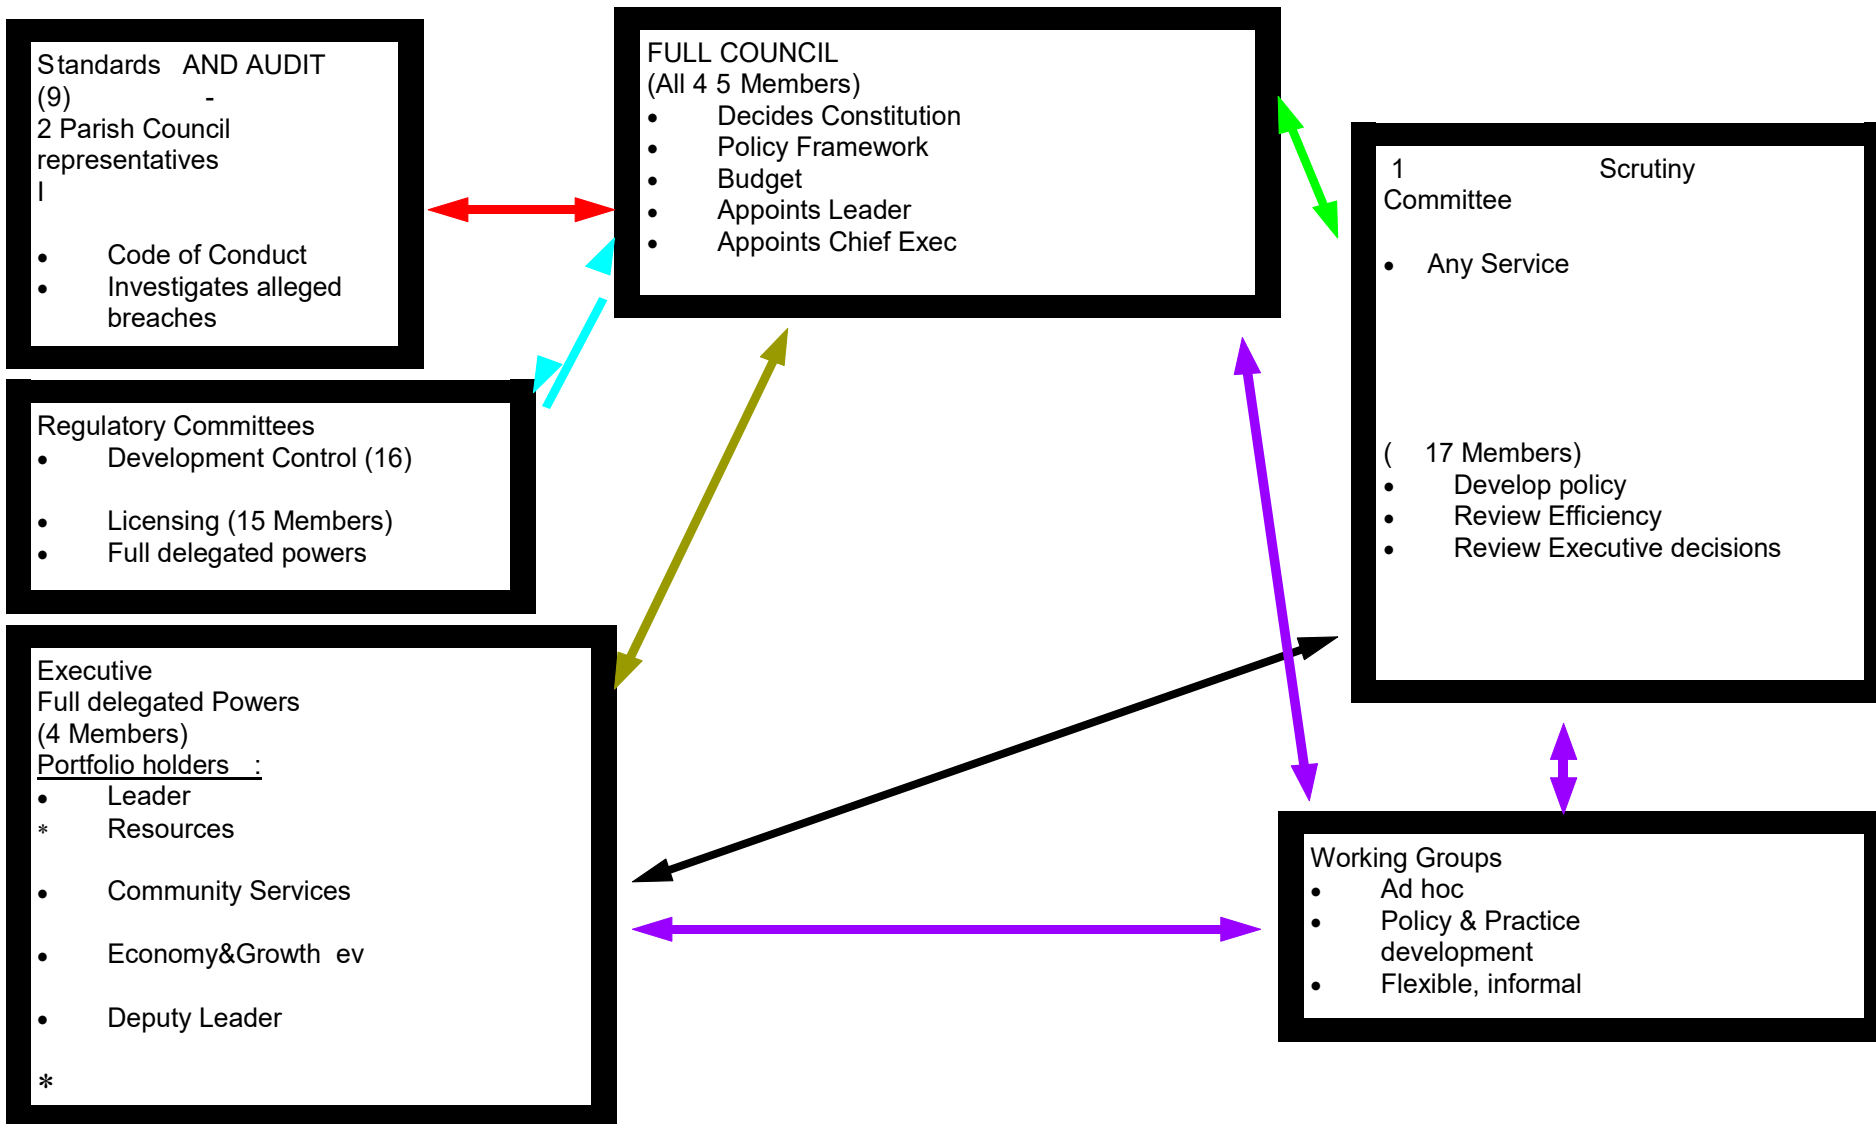 Standards AND AUDIT
(9) -
2 Parish Council
representatives
I
• Code of Conduct
• Investigates alleged
breaches
FULL COUNCIL
(All 4 5 Members)
• Decides Constitution
• Policy Framework
• Budget
• Appoints Leader
• Appoints Chief Exec
1 Scrutiny
Committee
• Any Service
( 17 Members)
• Develop policy
• Review Efficiency
• Review Executive decisions
Regulatory Committees
• Development Control (16)
• Licensing (15 Members)
• Full delegated powers
Executive
Full delegated Powers
(4 Members)
Portfolio holders :
• Leader
* Resources
• Community Services
• Economy&Growth ev
• Deputy Leader
*
Working Groups
• Ad hoc
• Policy & Practice
development
• Flexible, informal